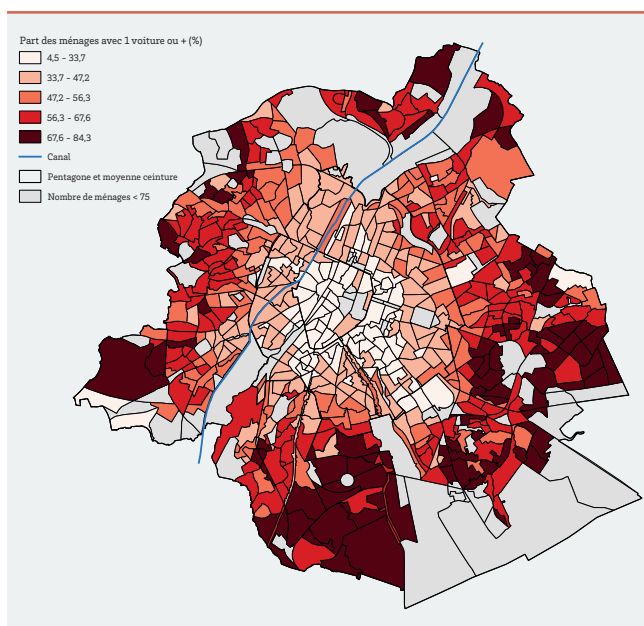 Part des ménages avec 1 voiture ou + (%)
4,5 - 33,7
33,7 - 47,2
47,2 - 56,3
56,3 - 67,6
67,6 - 84,3
Canal
Pentagone et moyenne ceinture
Nombre de ménages < 75